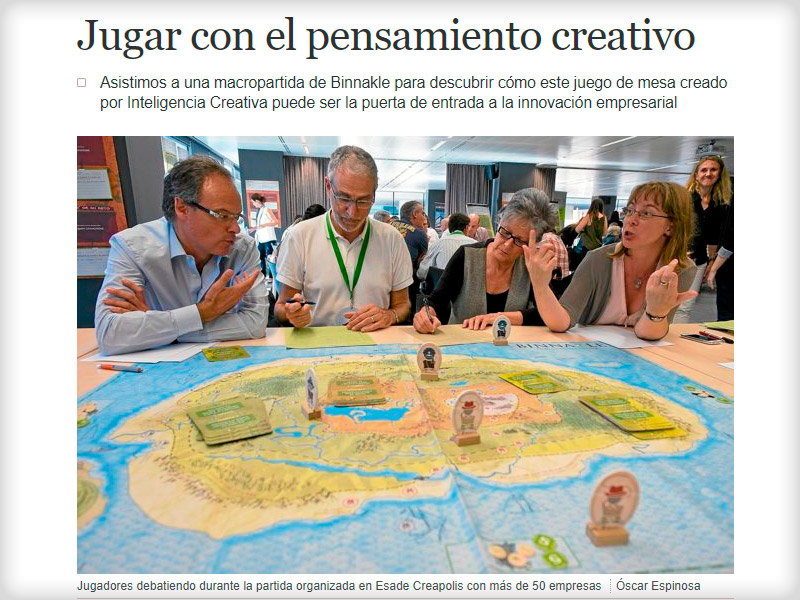 Jugar con el pensamiento creativo
Asistimos a una macropartida de Binnakle para descubrir cómo este juego de mesa creado
por Inteligencia Creativa puede ser la puerta de entrada a la innovación empresarial
BINNAKLE
Jugadores debatiendo durante la partida organizada en Esade Creapolis con más de 50 empresas
Óscar Espinosa